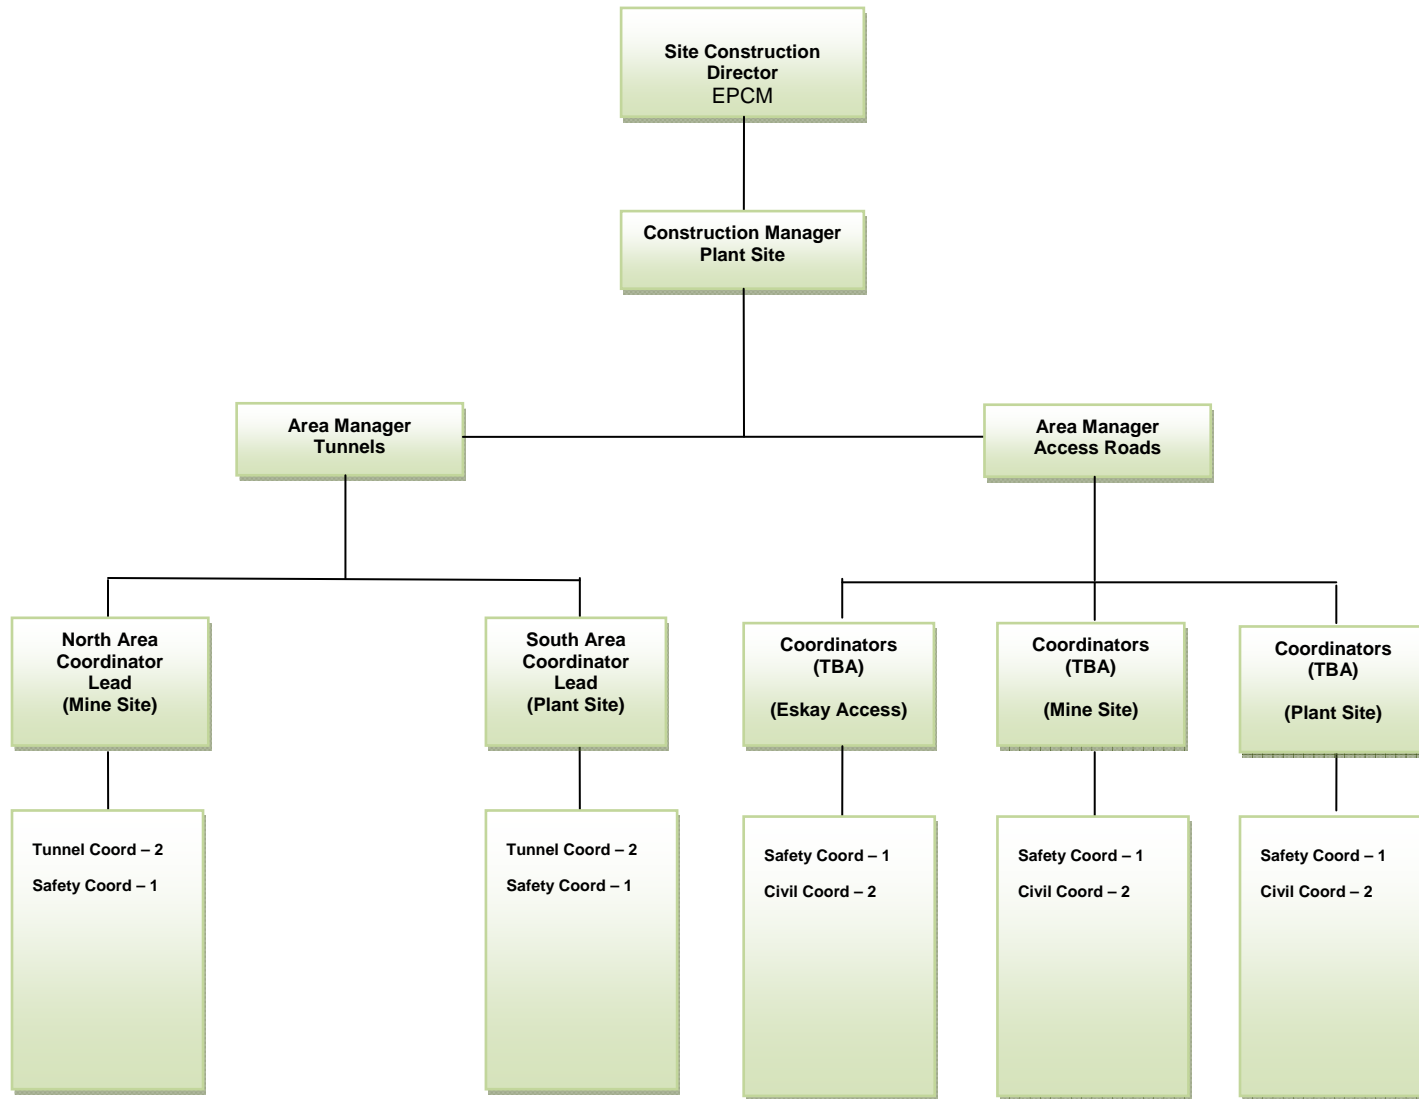 Site Construction
Director
EPCM
Construction Manager
Plant Site
Area Manager
Tunnels
Area Manager
Access Roads
North Area
Coordinator
Lead
(Mine Site)
South Area
Coordinator
Lead
(Plant Site)
Coordinators
(TBA)
(Eskay Access)
Coordinators
(TBA)
(Mine Site)
Coordinators
(TBA)
(Plant Site)
Tunnel Coord – 2
Safety Coord – 1
Tunnel Coord – 2
Safety Coord – 1
Safety Coord – 1
Civil Coord – 2
Safety Coord – 1
Civil Coord – 2
Safety Coord – 1
Civil Coord – 2